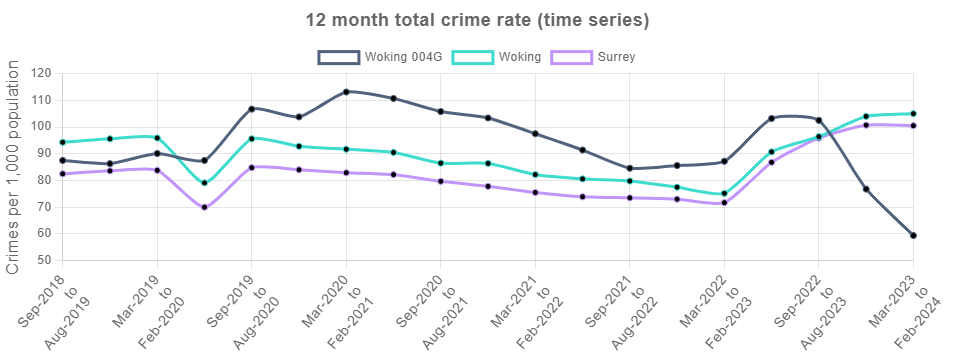 12 month total crime rate (time series)
Woking 004G Woking Surrey
Crimes per 1,000 population
120
110
100
90
80
70
60
50
Sep-2018 to Aug-2019
Mar-2019 to Feb-2020
Sep-2019 to Aug-2020
Mar-2020 to Feb-2021
Sep-2020 to Aug-2021
Mar-2021 to Feb-2022
Sep-2021 to Aug-2022
Mar-2022 to Feb-2023
Sep-2022 to Aug-2023
Mar-2023 to Feb-2024